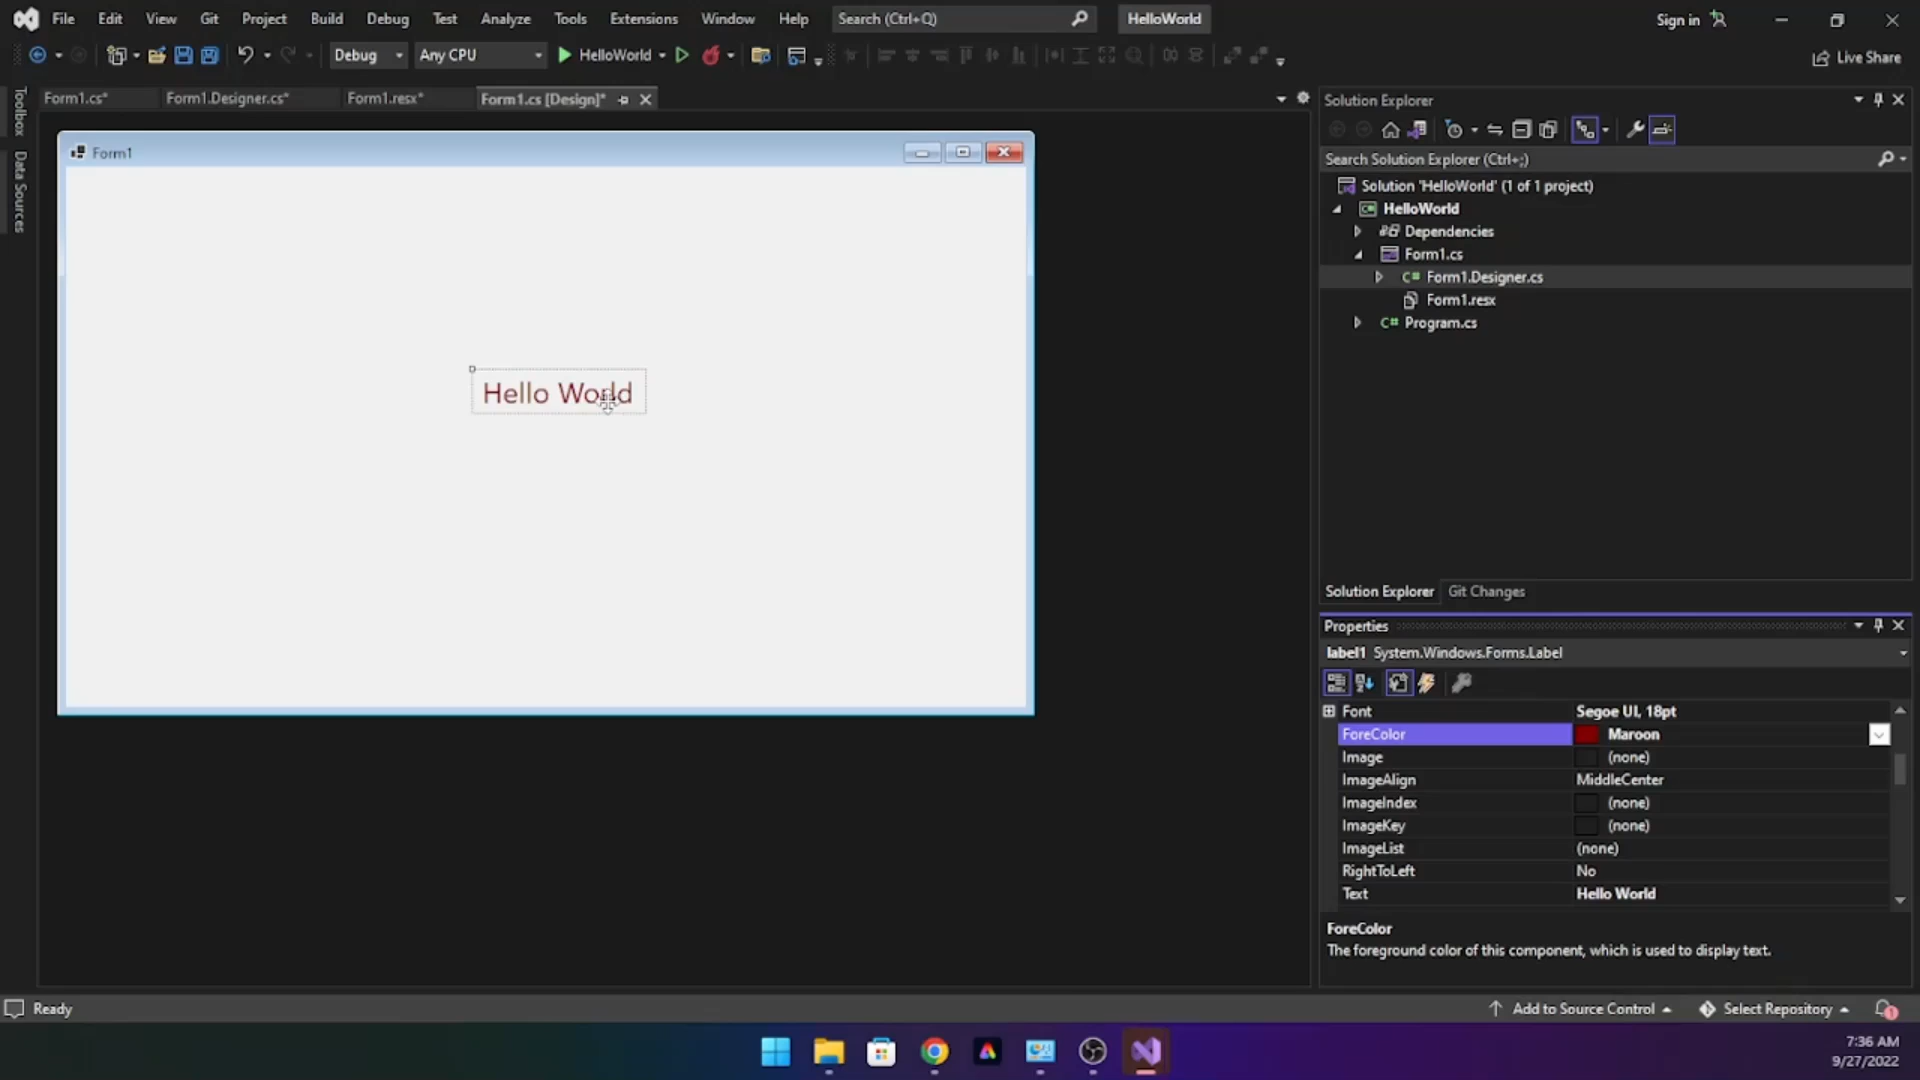 File Edit View Git Project Build Debug Test Analyze Tools Extensions Window Help Search (Ctrl+Q) HelloWorld Sign in
Debug Any CPU HelloWorld Live Share
Toolbox
Data Sources
Form1.cs* Form1.Designer.cs* Form1.resx* Form1.cs [Design]*
Form1
Hello World
Solution Explorer
Search Solution Explorer (Ctrl+;)
Solution 'HelloWorld' (1 of 1 project)
C# HelloWorld
Dependencies
Form1.cs
C# Form1.Designer.cs
Form1.resx
C# Program.cs
Solution Explorer Git Changes
Properties
label1 System.Windows.Forms.Label
Font Segoe UI, 18pt
ForeColor Maroon
Image (none)
ImageAlign MiddleCenter
ImageIndex (none)
ImageKey (none)
ImageList (none)
RightToLeft No
Text Hello World
ForeColor
The foreground color of this component, which is used to display text.
Ready Add to Source Control Select Repository 1
7:36 AM
9/27/2022